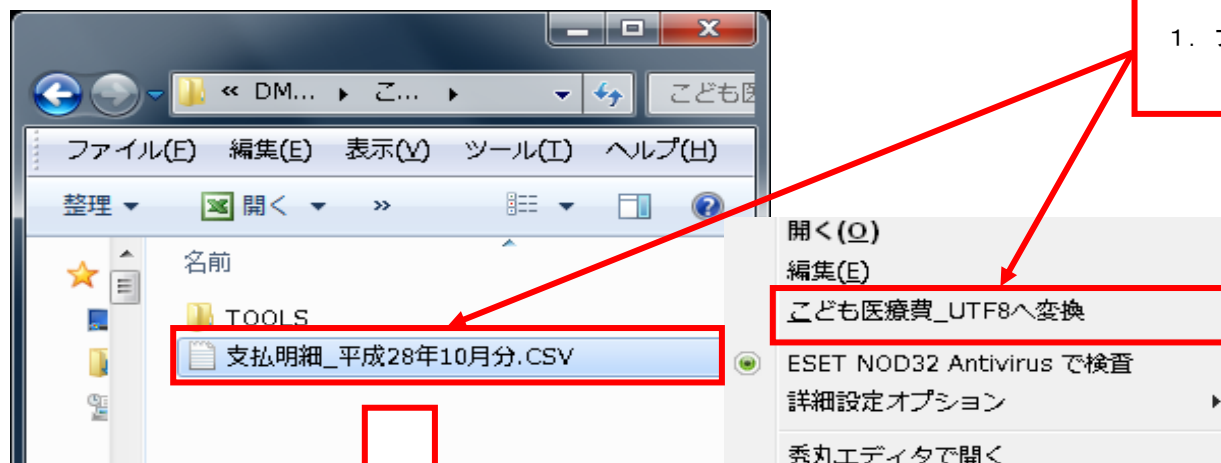 1.
« DM... ▸ こ... ▸
こども医
ファイル(F) 編集(E) 表示(V) ツール(T) ヘルプ(H)
整理 ▼ 開く ▼ »
名前
TOOLS
支払明細_平成28年10月分.CSV
開く(O)
編集(E)
こども医療費_UTF8へ変換
ESET NOD32 Antivirus で検査
詳細設定オプション
秀丸エディタで開く